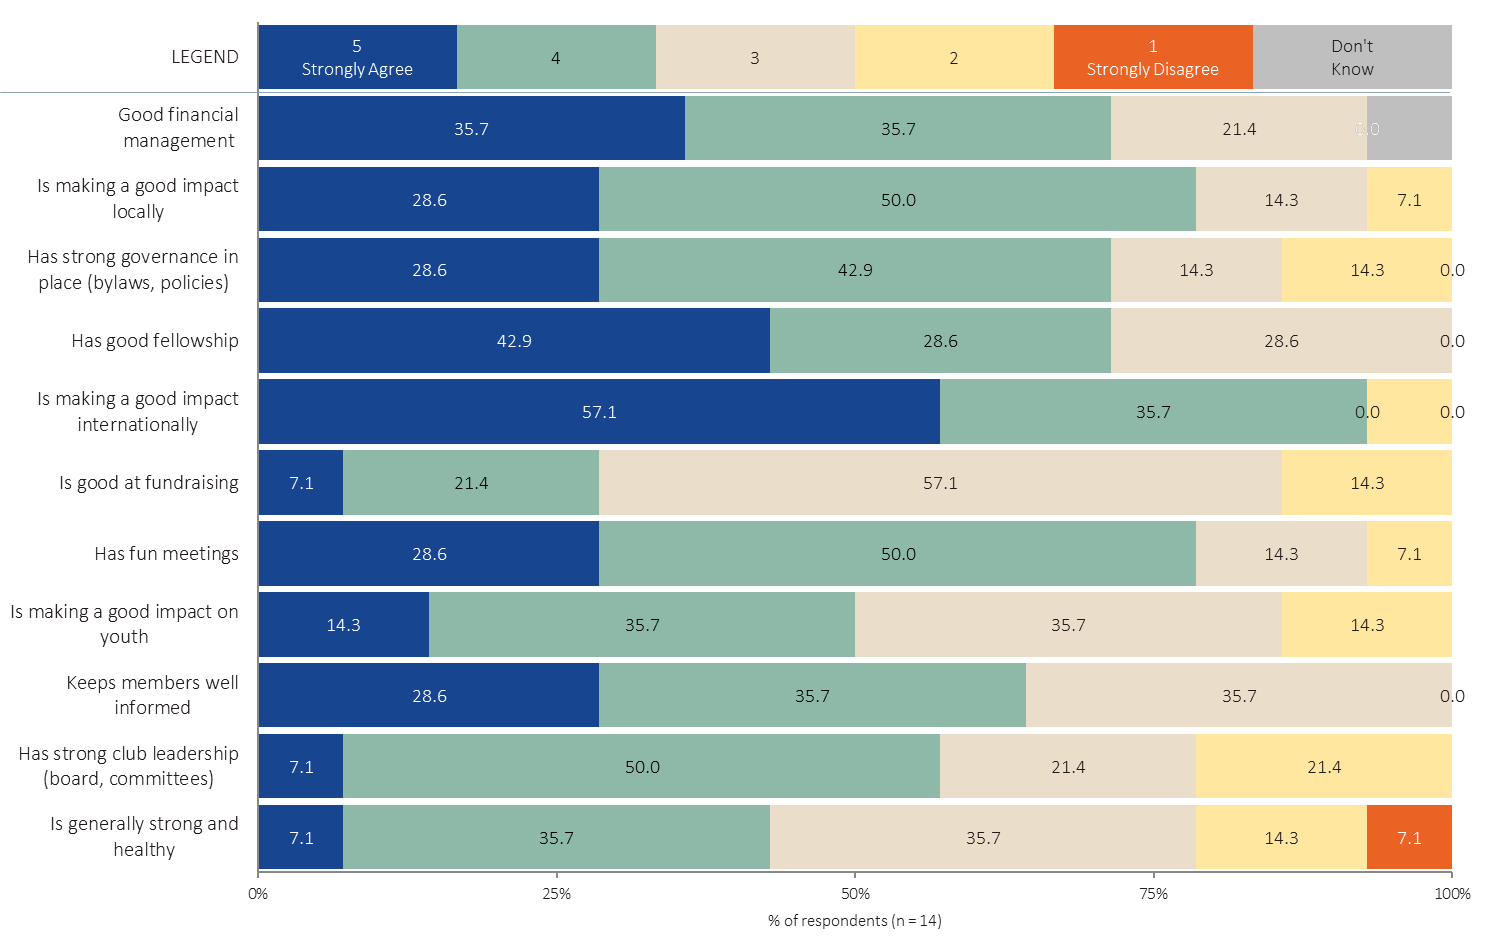 LEGEND
5
Strongly Agree
4
3
2
1
Strongly Disagree
Don't
Know
Good financial
management
35.7
35.7
21.4
0.0
Is making a good impact
locally
28.6
50.0
14.3
7.1
Has strong governance in
place (bylaws, policies)
28.6
42.9
14.3
14.3
0.0
Has good fellowship
42.9
28.6
28.6
0.0
Is making a good impact
internationally
57.1
35.7
0.0
0.0
Is good at fundraising
7.1
21.4
57.1
14.3
Has fun meetings
28.6
50.0
14.3
7.1
Is making a good impact on
youth
14.3
35.7
35.7
14.3
Keeps members well
informed
28.6
35.7
35.7
0.0
Has strong club leadership
(board, committees)
7.1
50.0
21.4
21.4
Is generally strong and
healthy
7.1
35.7
35.7
14.3
7.1
0%
25%
50%
75%
100%
% of respondents (n = 14)